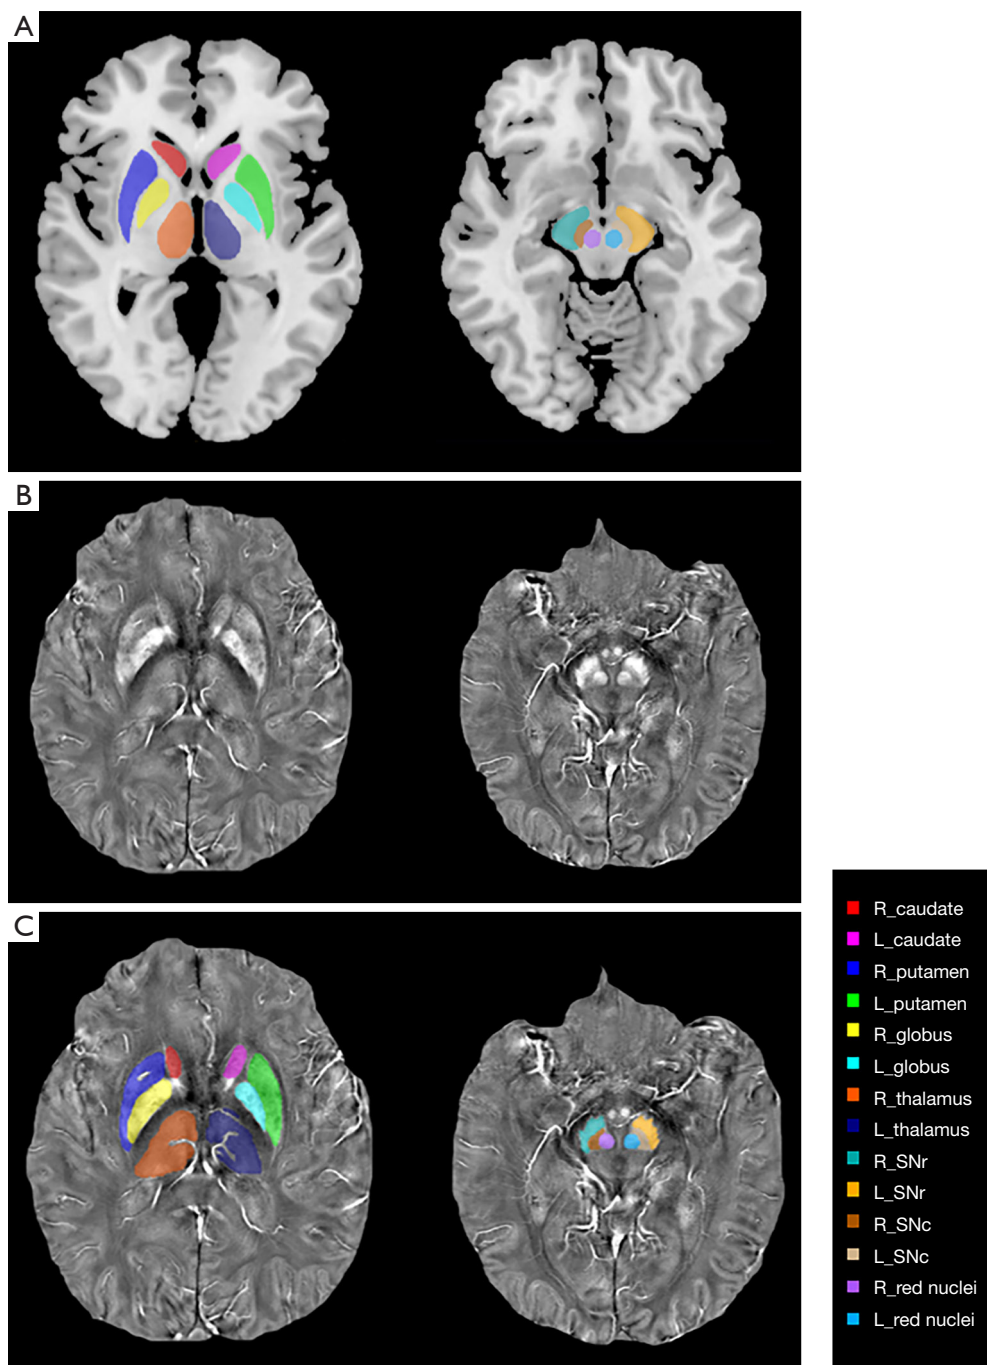 A
B
C
R_caudate
L_caudate
R_putamen
L_putamen
R_globus
L_globus
R_thalamus
L_thalamus
R_SNr
L_SNr
R_SNc
L_SNc
R_red nuclei
L_red nuclei